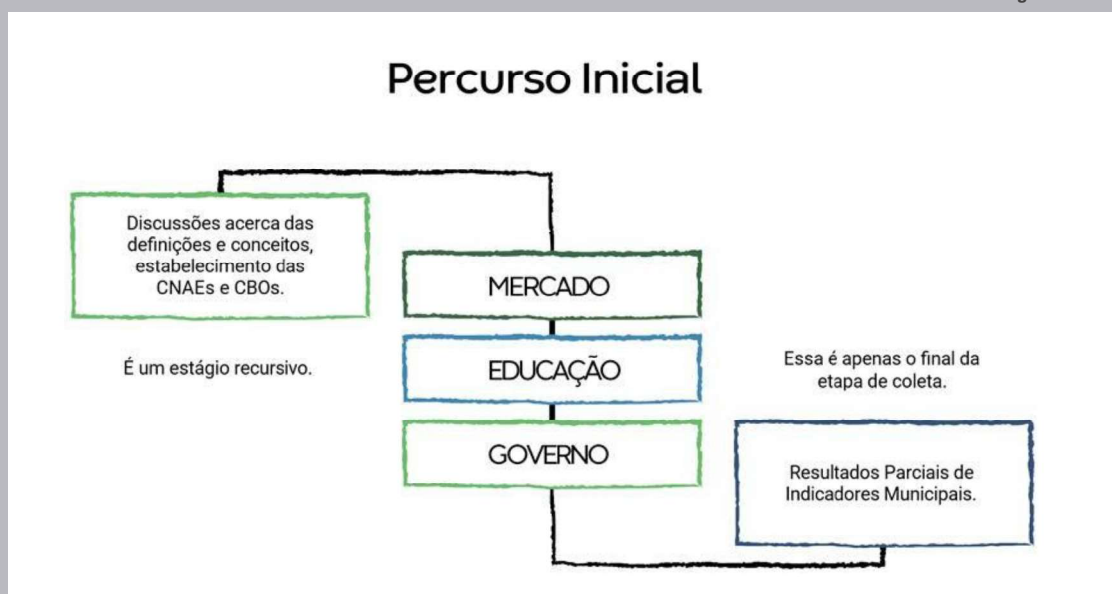 Percurso Inicial
Discussões acerca das
definições e conceitos,
estabelecimento das
CNAEs e CBOs.
É um estágio recursivo.
MERCADO
EDUCAÇÃO
GOVERNO
Essa é apenas o final da
etapa de coleta.
Resultados Parciais de
Indicadores Municipais.